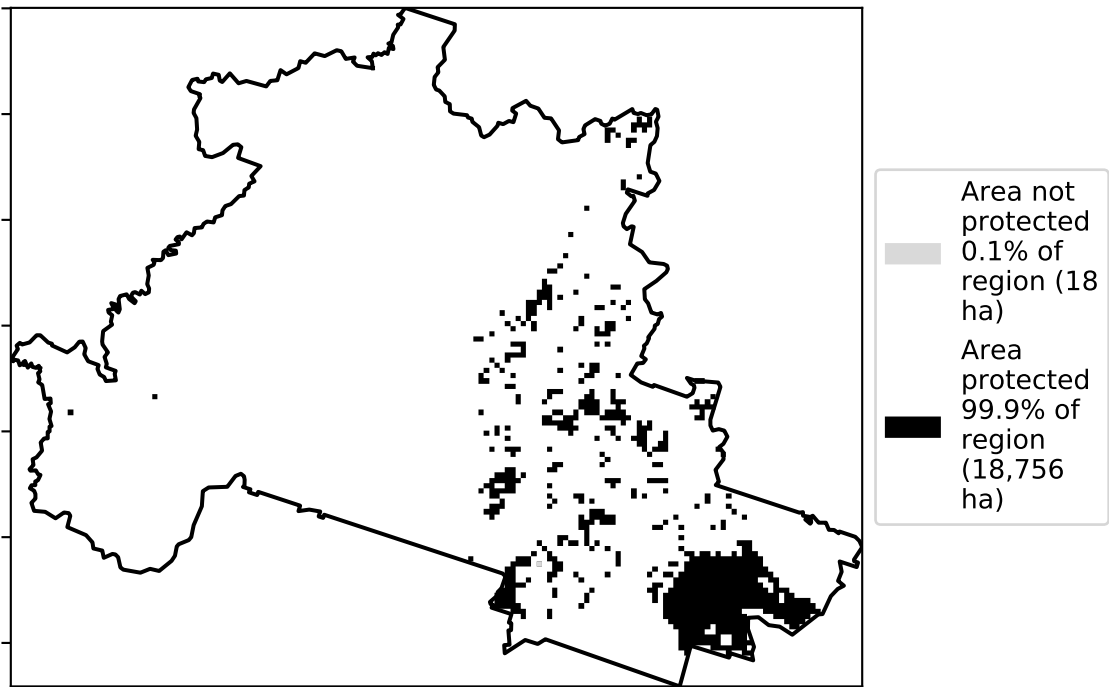 Area not
protected
0.1% of
region (18
ha)
Area
protected
99.9% of
region
(18,756
ha)